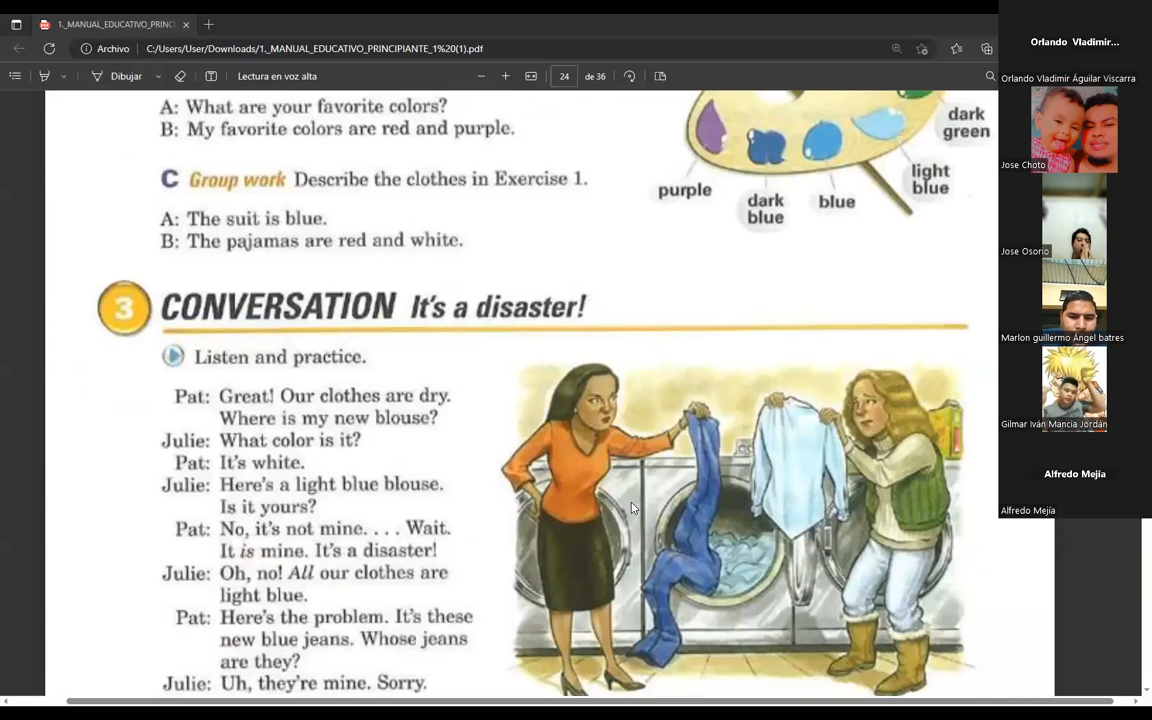 1._MANUAL_EDUCATIVO_PRINC
Archivo
C:/Users/User/Downloads/1._MANUAL_EDUCATIVO_PRINCIPIANTE_1%20(1).pdf
Dibujar
Lectura en voz alta
24
de 36
A: What are your favorite colors?
B: My favorite colors are red and purple.
C Group work Describe the clothes in Exercise 1.
A: The suit is blue.
B: The pajamas are red and white.
purple
dark
blue
blue
light
blue
dark
green
3 CONVERSATION It's a disaster!
Listen and practice.
Pat: Great! Our clothes are dry.
Where is my new blouse?
Julie: What color is it?
Pat: It's white.
Julie: Here's a light blue blouse.
Is it yours?
Pat: No, it's not mine. . . . Wait.
It is mine. It's a disaster!
Julie: Oh, no! All our clothes are
light blue.
Pat: Here's the problem. It's these
new blue jeans. Whose jeans
are they?
Julie: Uh, they're mine. Sorry.
Orlando Vladimir...
Orlando Vladimir Águilar Viscarra
Jose Choto
Jose Osorio
Marlon guillermo Ángel batres
Gilmar Iván Mancia Jordán
Alfredo Mejía
Alfredo Mejía